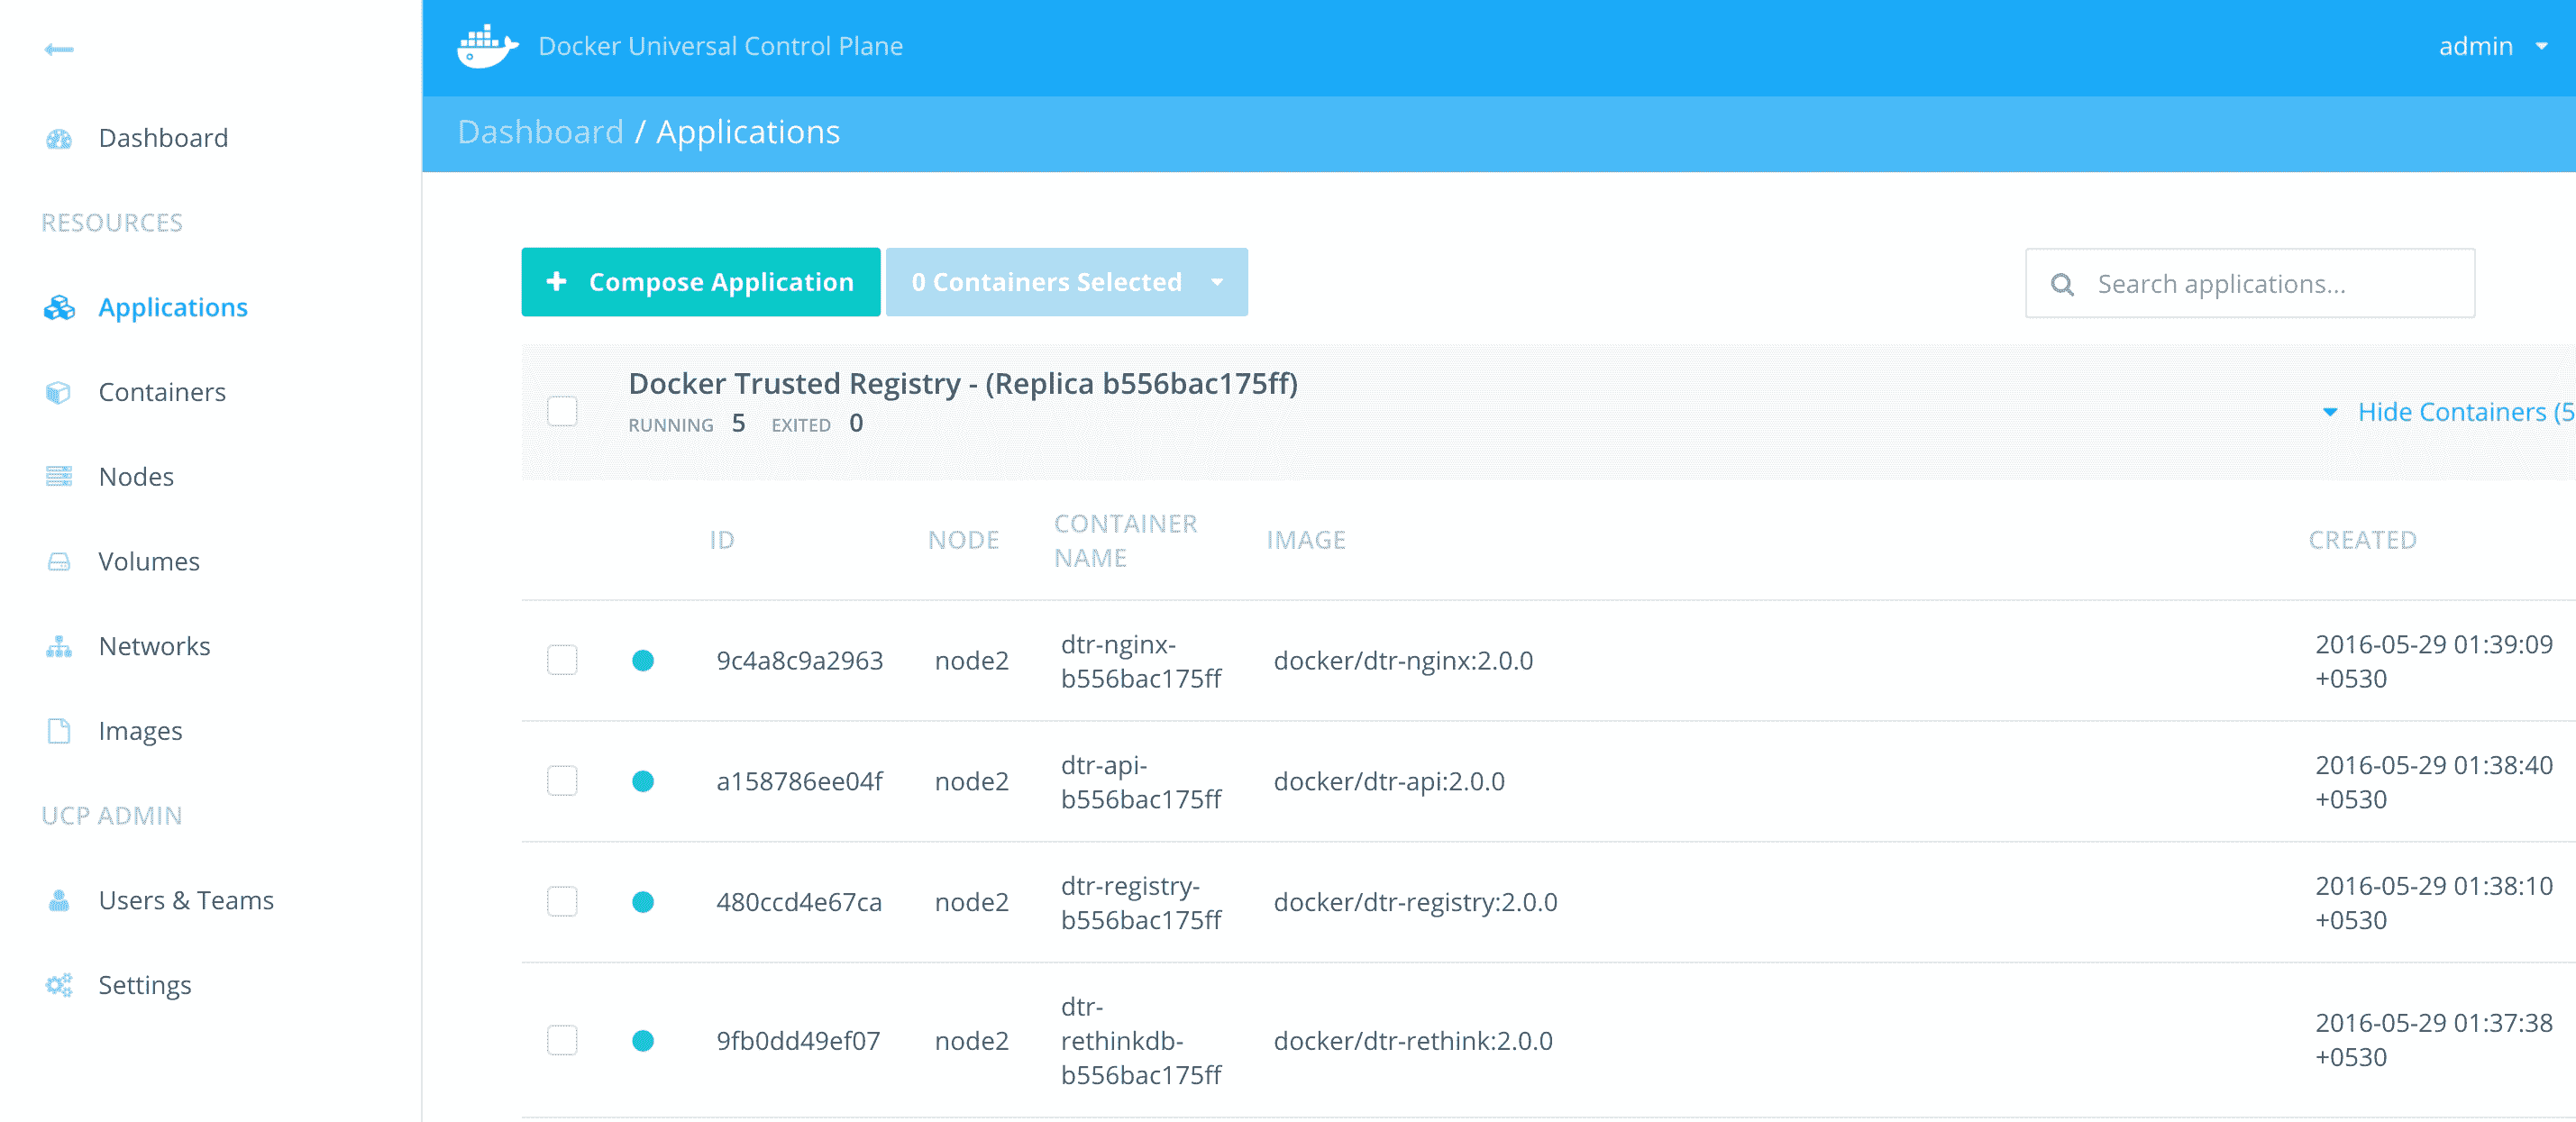 Docker Universal Control Plane
admin
Dashboard / Applications
Dashboard
RESOURCES
Applications
Containers
Nodes
Volumes
Networks
Images
UCP ADMIN
Users & Teams
Settings
+ Compose Application
0 Containers Selected
Search applications...
Docker Trusted Registry - (Replica b556bac175ff)
RUNNING 5 EXITED 0
Hide Containers (5
ID NODE CONTAINER NAME IMAGE CREATED
9c4a8c9a2963 node2 dtr-nginx-b556bac175ff docker/dtr-nginx:2.0.0 2016-05-29 01:39:09 +0530
a158786ee04f node2 dtr-api-b556bac175ff docker/dtr-api:2.0.0 2016-05-29 01:38:40 +0530
480ccd4e67ca node2 dtr-registry-b556bac175ff docker/dtr-registry:2.0.0 2016-05-29 01:38:10 +0530
9fb0dd49ef07 node2 dtr-rethinkdb-b556bac175ff docker/dtr-rethink:2.0.0 2016-05-29 01:37:38 +0530